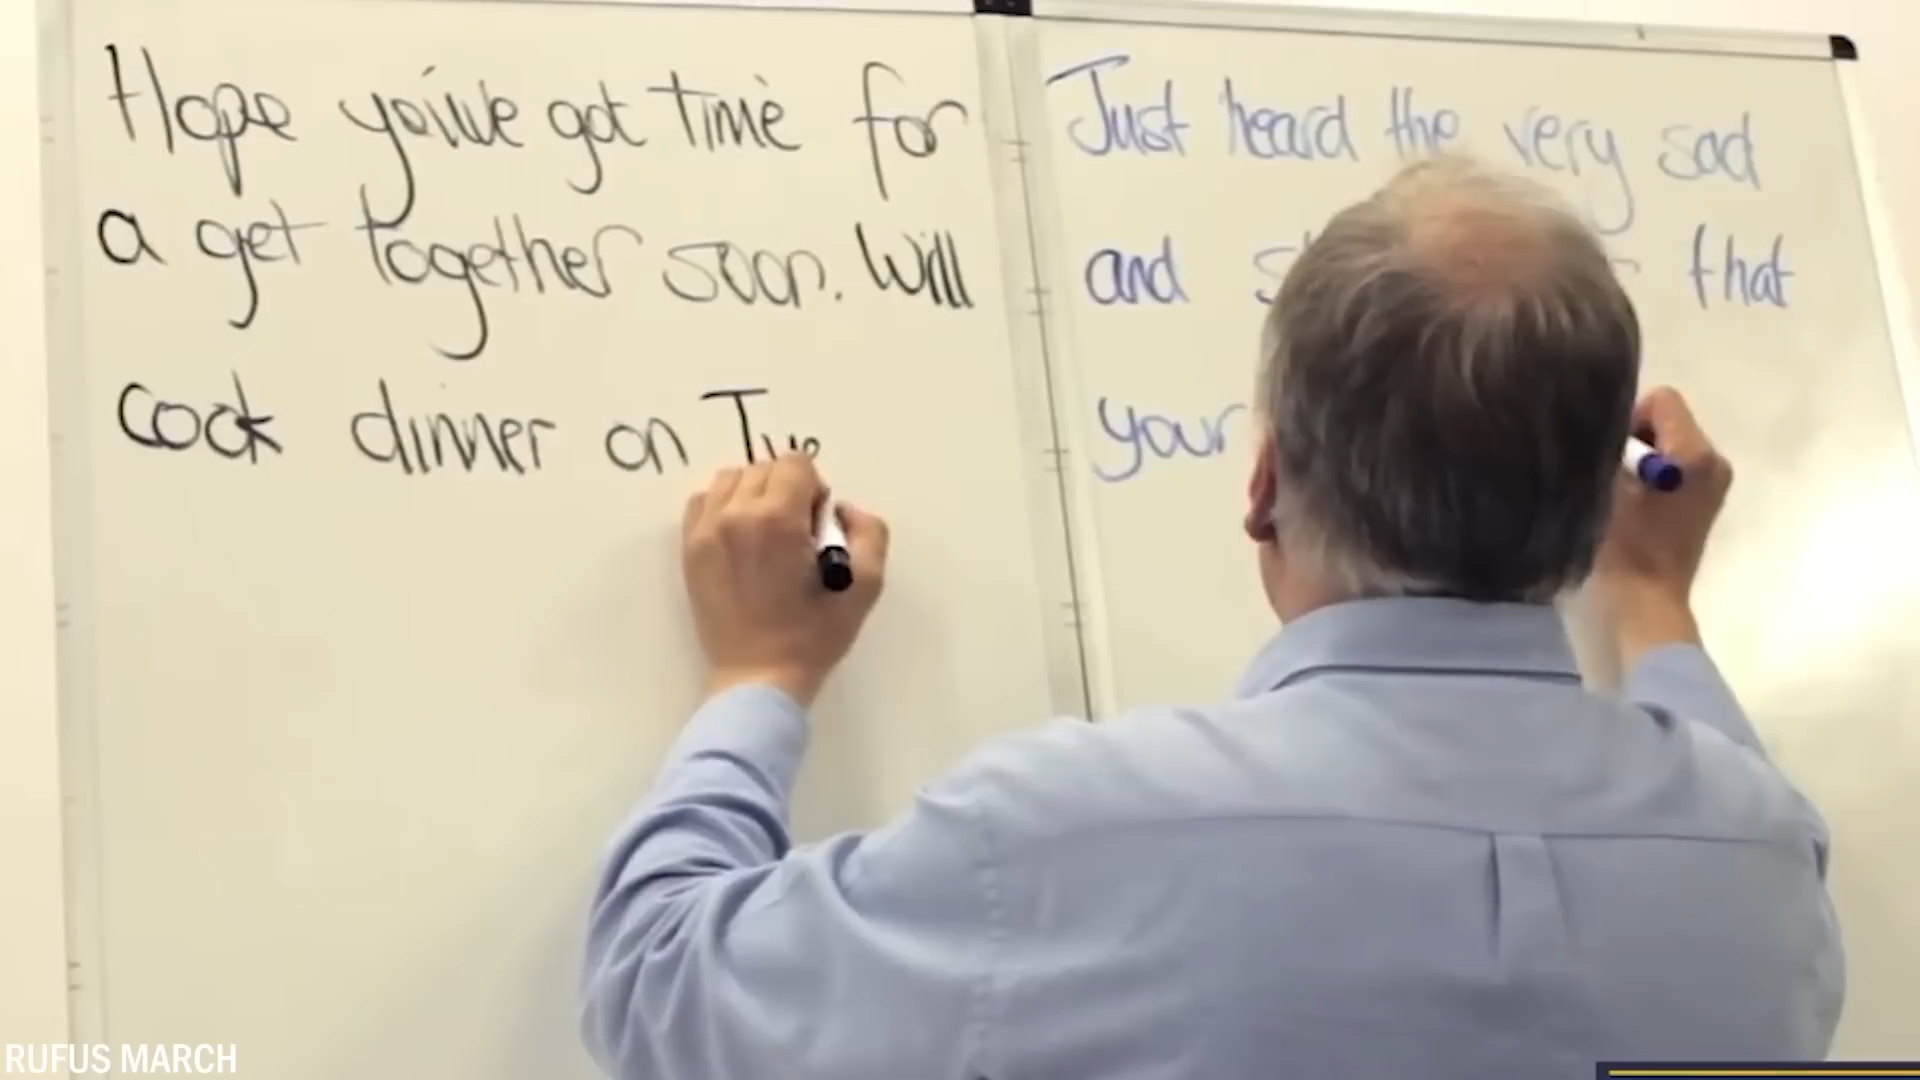 Hope you've got time for
a get together soon. Will
cook dinner on Tue
Just heard the very sad
and that
your
RUFUS MARCH